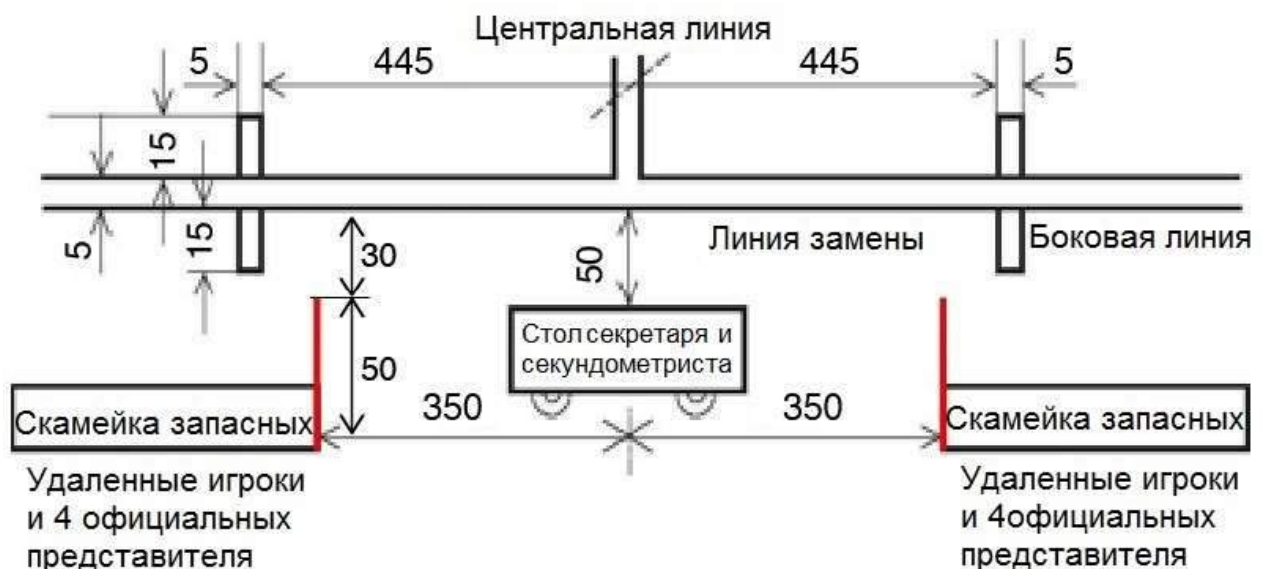 Центральная линия
5
445
445
5
15
5
15
30
50
Линия замены
Боковая линия
Стол секретаря и
секундометриста
50
350
350
Скамейка запасных
Скамейка запасных
Удаленные игроки
и 4 официальных
представителя
Удаленные игроки
и 4официальных
представителя